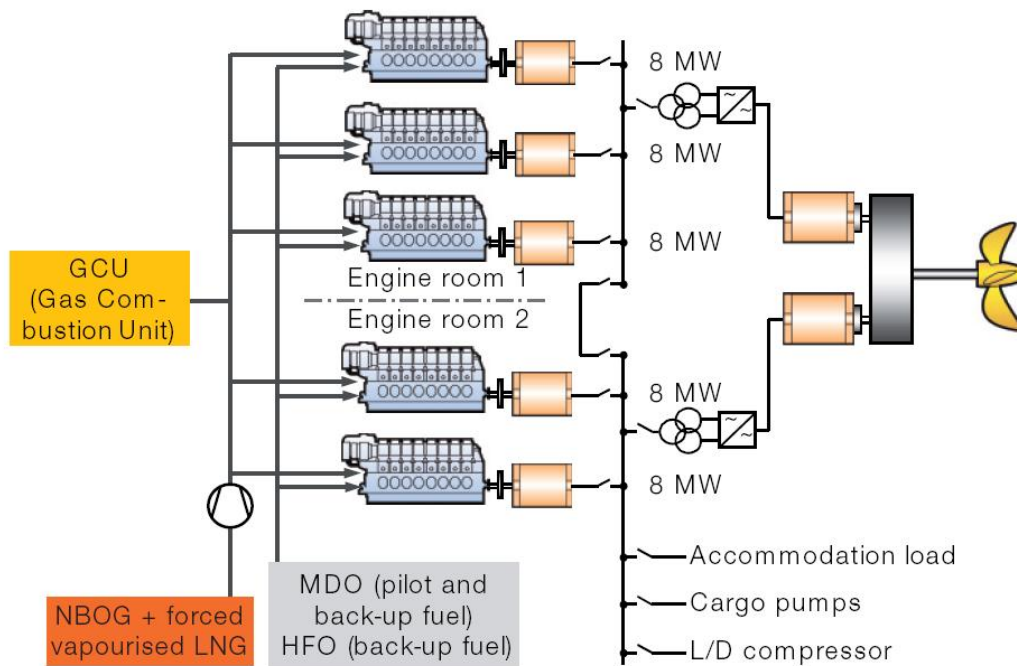 8 MW
8 MW
8 MW
Engine room 1
Engine room 2
GCU
(Gas Com-
bustion Unit)
8 MW
8 MW
NBOG + forced
vapourised LNG
MDO (pilot and
back-up fuel)
HFO (back-up fuel)
Accommodation load
Cargo pumps
L/D compressor